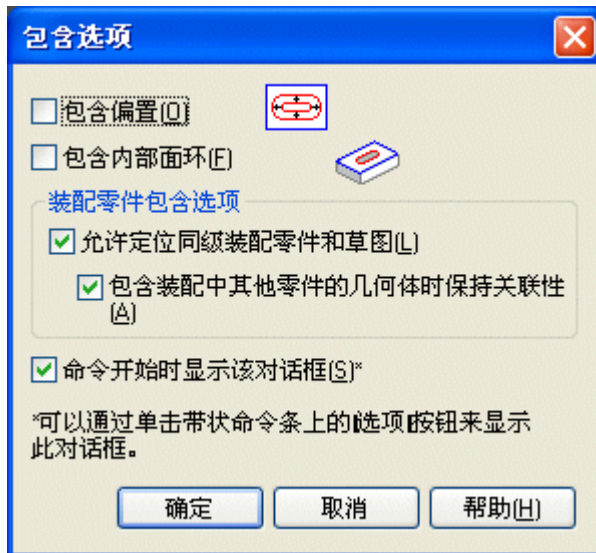 包含选项
包含偏置(O)
包含内部面环(F)
装配零件包含选项
允许定位同级装配零件和草图(L)
包含装配中其他零件的几何体时保持关联性
(A)
命令开始时显示该对话框(S)*
*可以通过单击带状命令条上的“选项”按钮来显示
此对话框。
确定
取消
帮助(H)